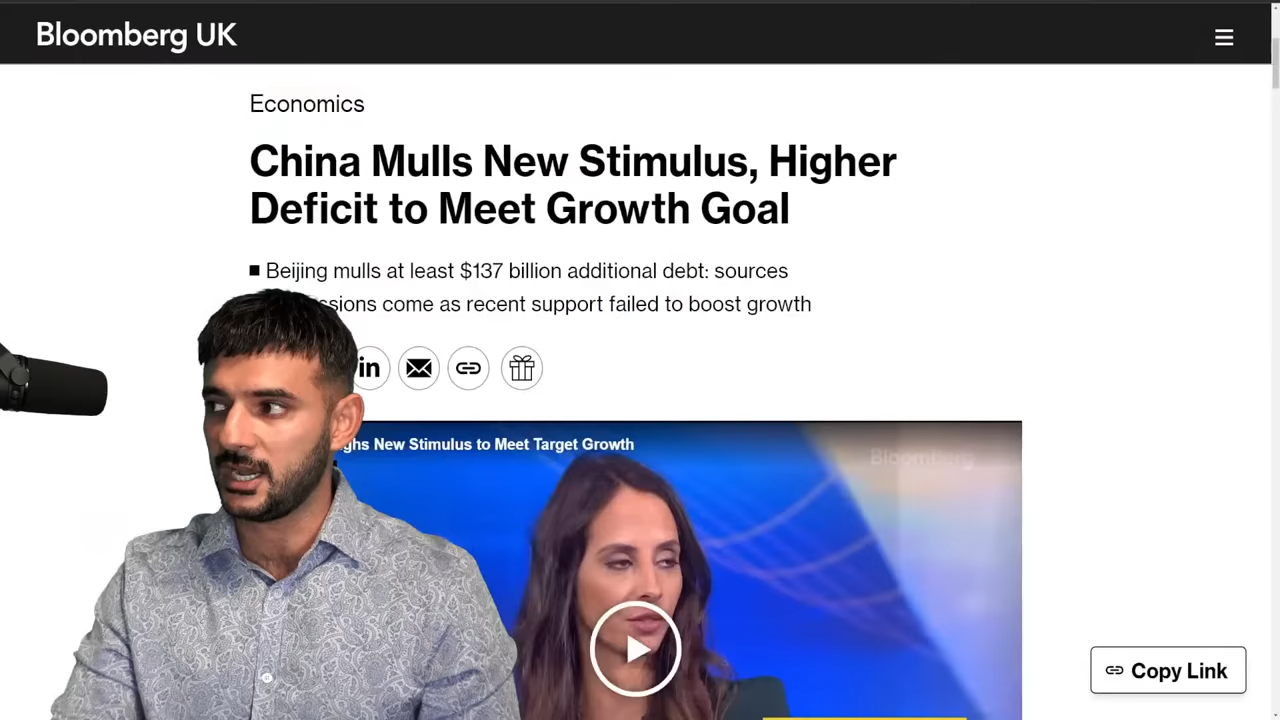 Bloomberg UK
Economics
China Mulls New Stimulus, Higher
Deficit to Meet Growth Goal
Beijing mulls at least $137 billion additional debt: sources
come as recent support failed to boost growth
in
New Stimulus to Meet Target Growth
Bloomberg
Copy Link